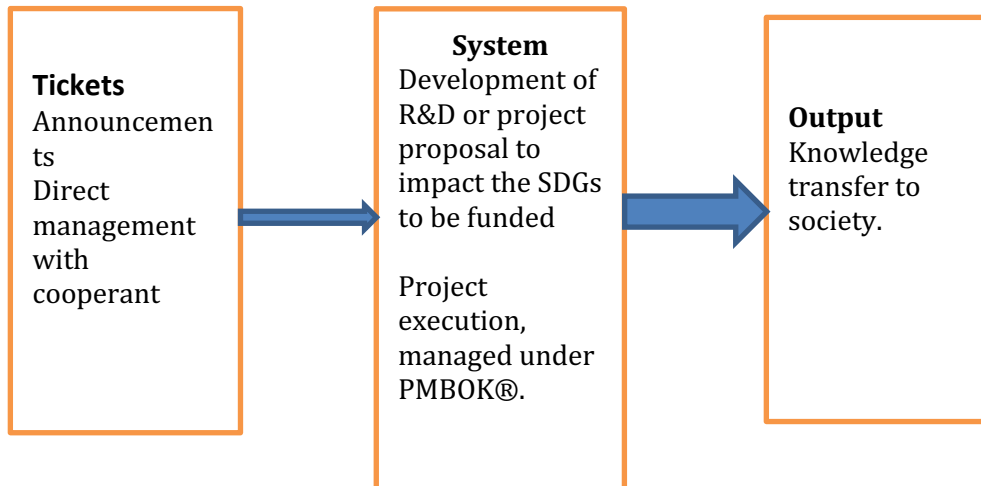 Tickets
Announcemen
ts
Direct
management
with
cooperant
System
Development of
R&D or project
proposal to
impact the SDGs
to be funded
Project
execution,
managed under
PMBOK®.
Output
Knowledge
transfer to
society.